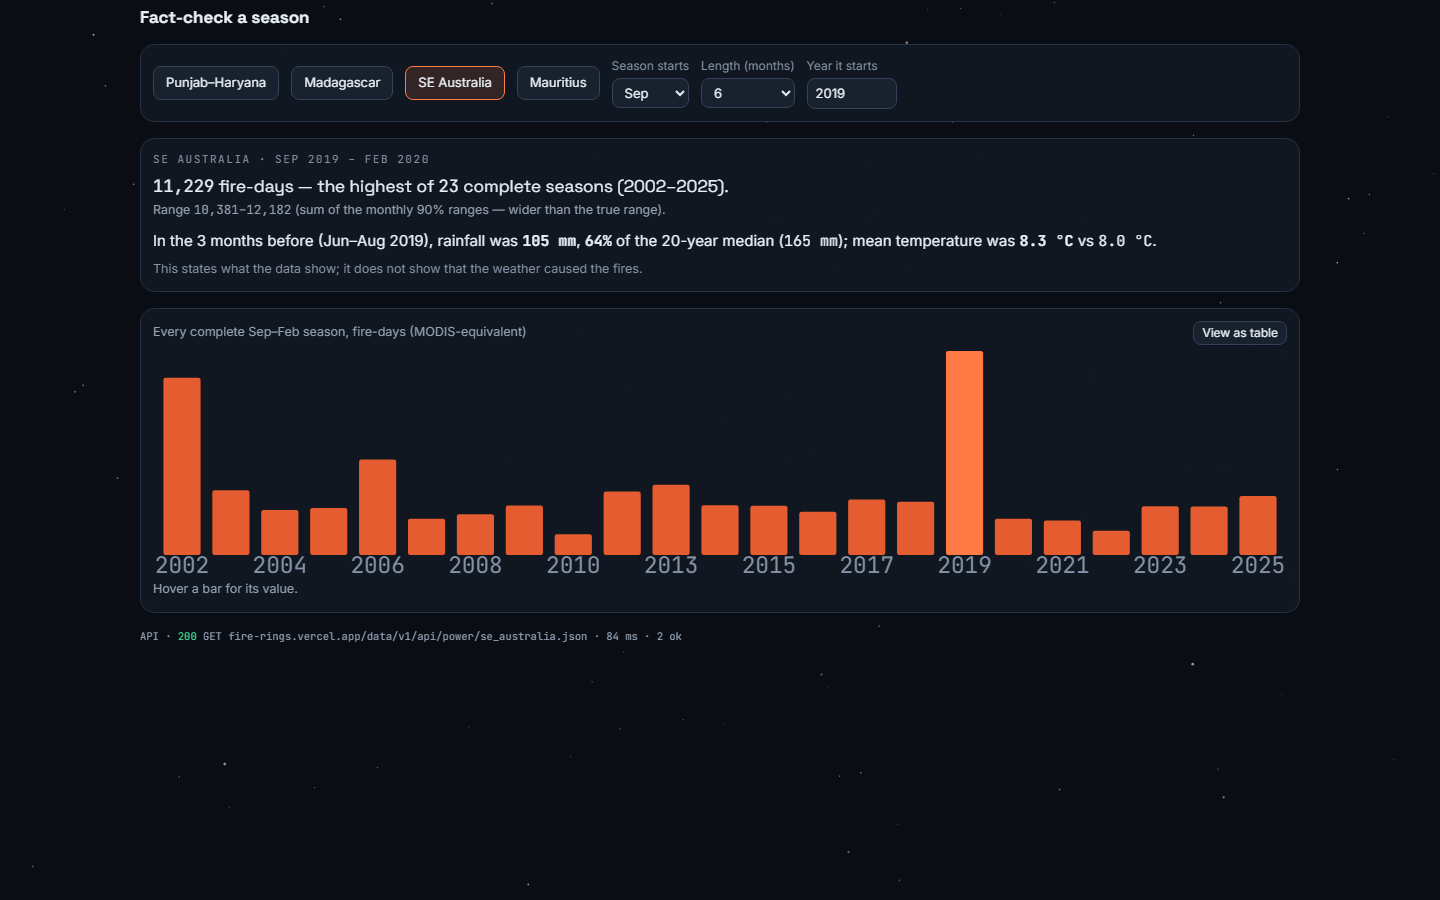 Fact-check a season
Season starts Length (months) Year it starts
Punjab–Haryana Madagascar SE Australia Mauritius Sep 6 2019
SE AUSTRALIA · SEP 2019 – FEB 2020
11,229 fire-days — the highest of 23 complete seasons (2002–2025).
Range 10,381–12,182 (sum of the monthly 90% ranges — wider than the true range).
In the 3 months before (Jun–Aug 2019), rainfall was 105 mm, 64% of the 20-year median (165 mm); mean temperature was 8.3 °C vs 8.0 °C.
This states what the data show; it does not show that the weather caused the fires.
Every complete Sep–Feb season, fire-days (MODIS-equivalent) View as table
2002 2004 2006 2008 2010 2013 2015 2017 2019 2021 2023 2025
Hover a bar for its value.
API · 200 GET fire-rings.vercel.app/data/v1/api/power/se_australia.json · 84 ms · 2 ok